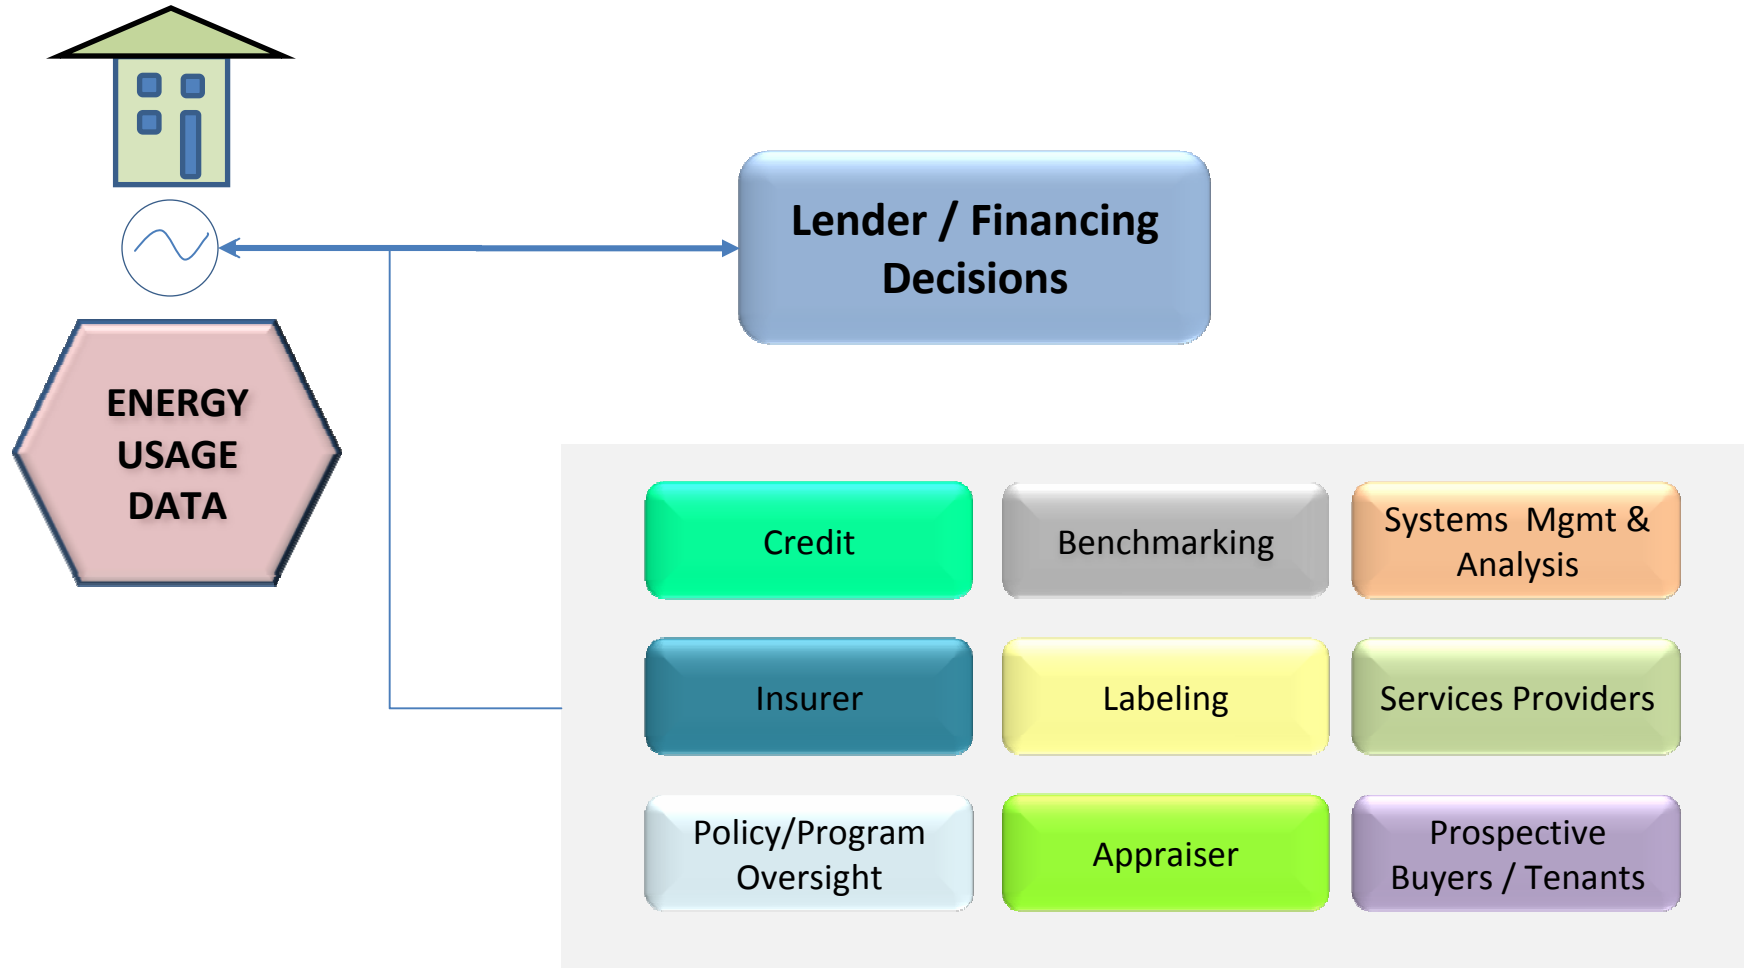 Lender / Financing
Decisions
ENERGY
USAGE
DATA
Credit
Benchmarking
Systems Mgmt &
Analysis
Insurer
Labeling
Services Providers
Policy/Program
Oversight
Appraiser
Prospective
Buyers / Tenants